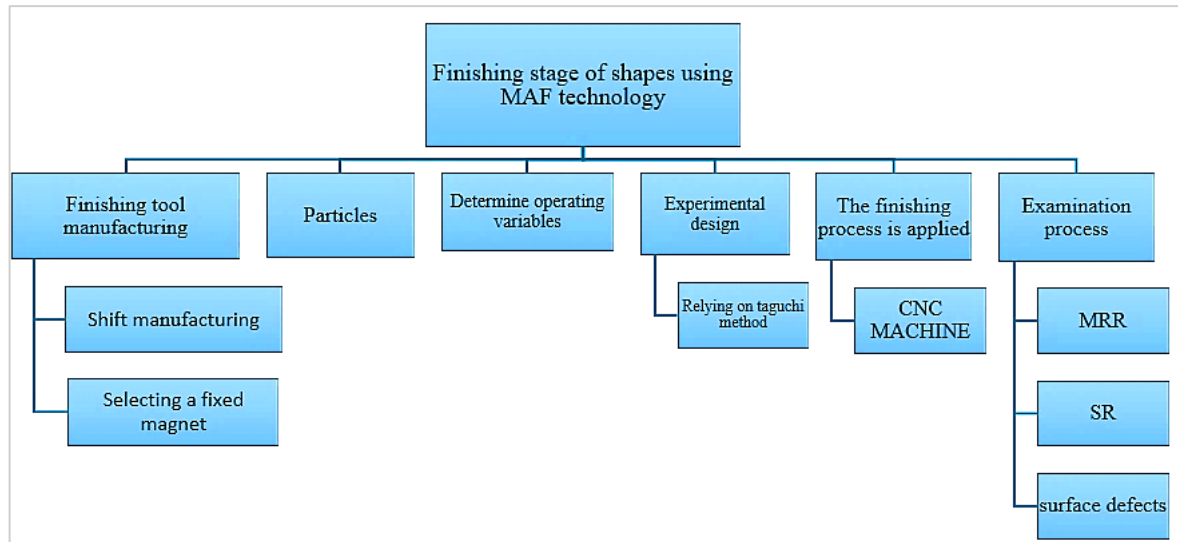 Finishing stage of shapes using
MAF technology
Finishing tool
manufacturing
Particles
Determine operating
variables
Experimental
design
The finishing
process is applied
Examination
process
Shift manufacturing
Selecting a fixed
magnet
Relying on taguchi
method
CNC
MACHINE
MRR
SR
surface defects